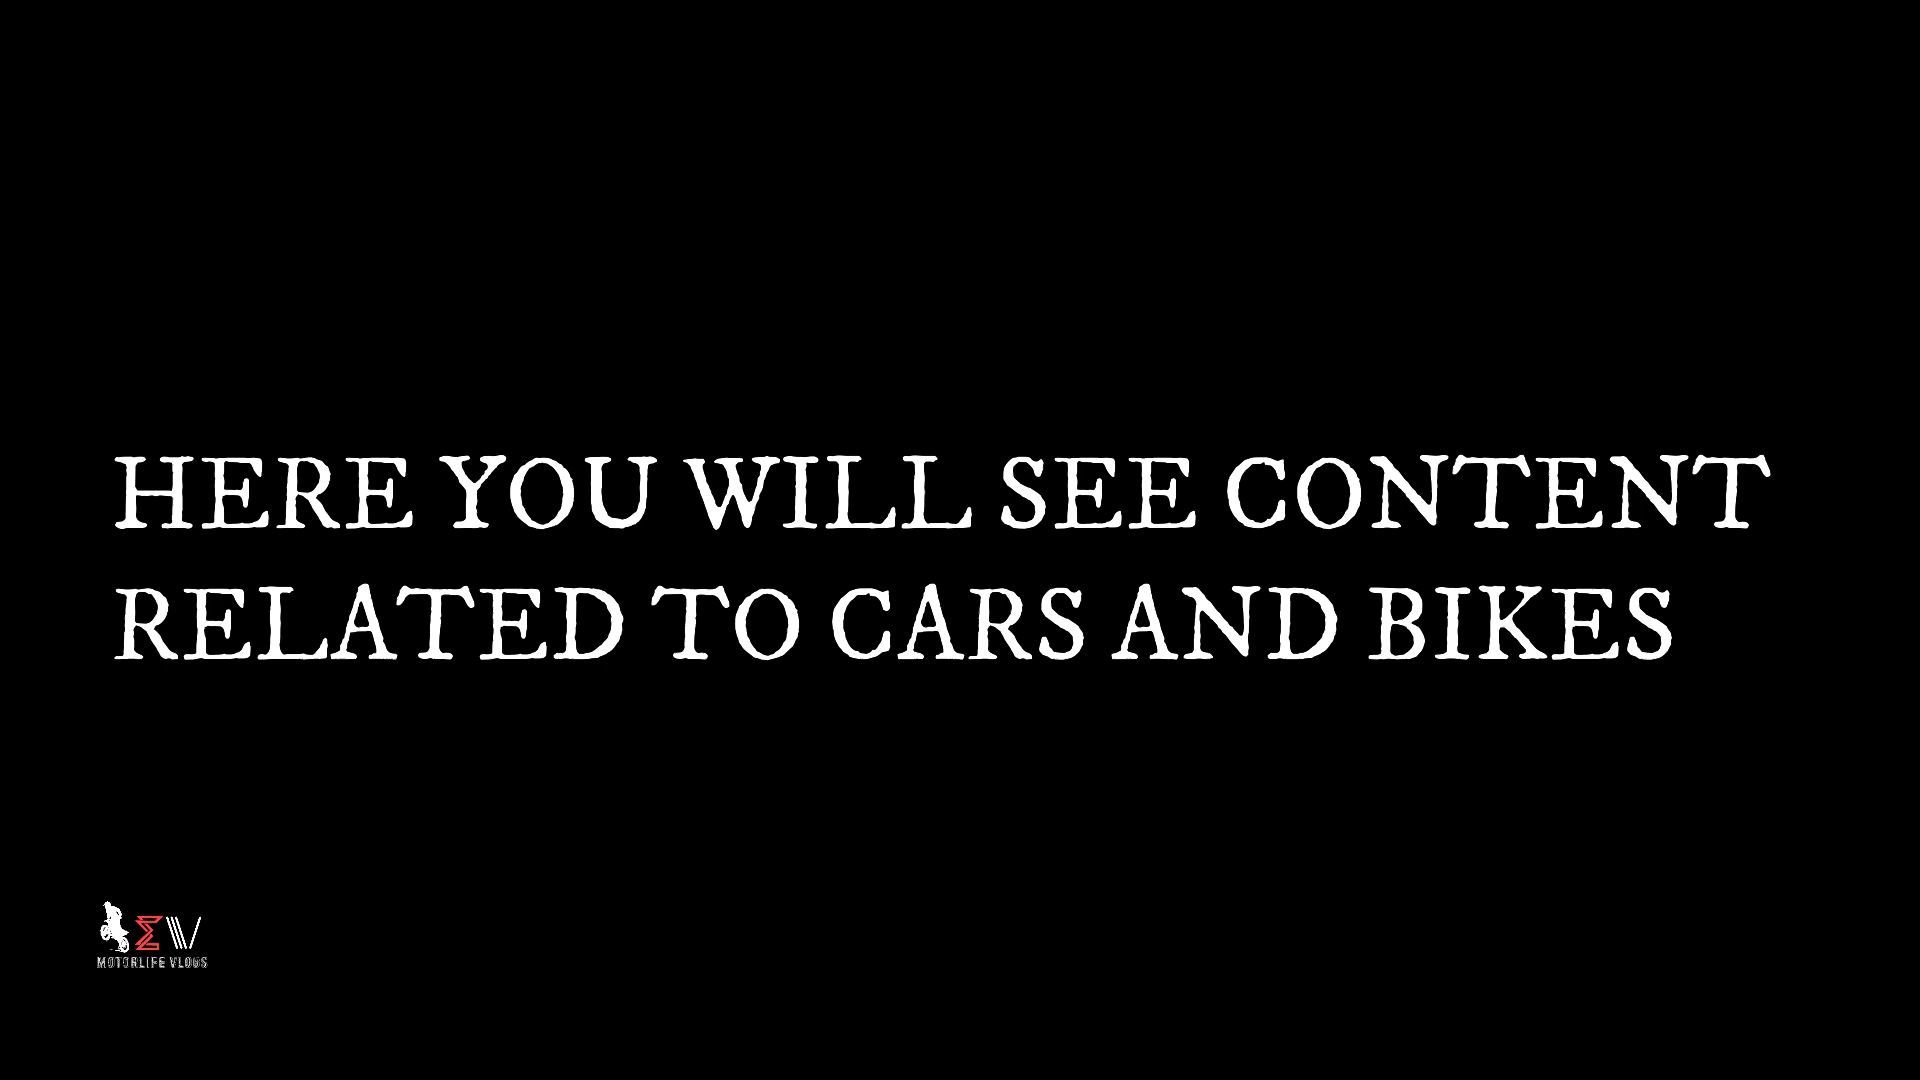 HERE YOU WILL SEE CONTENT
RELATED TO CARS AND BIKES
MOTORLIFE VLOGS